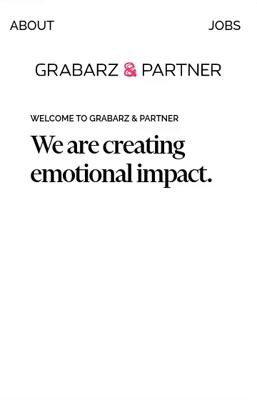 ABOUT JOBS
GRABARZ & PARTNER
WELCOME TO GRABARZ & PARTNER
We are creating
emotional impact.